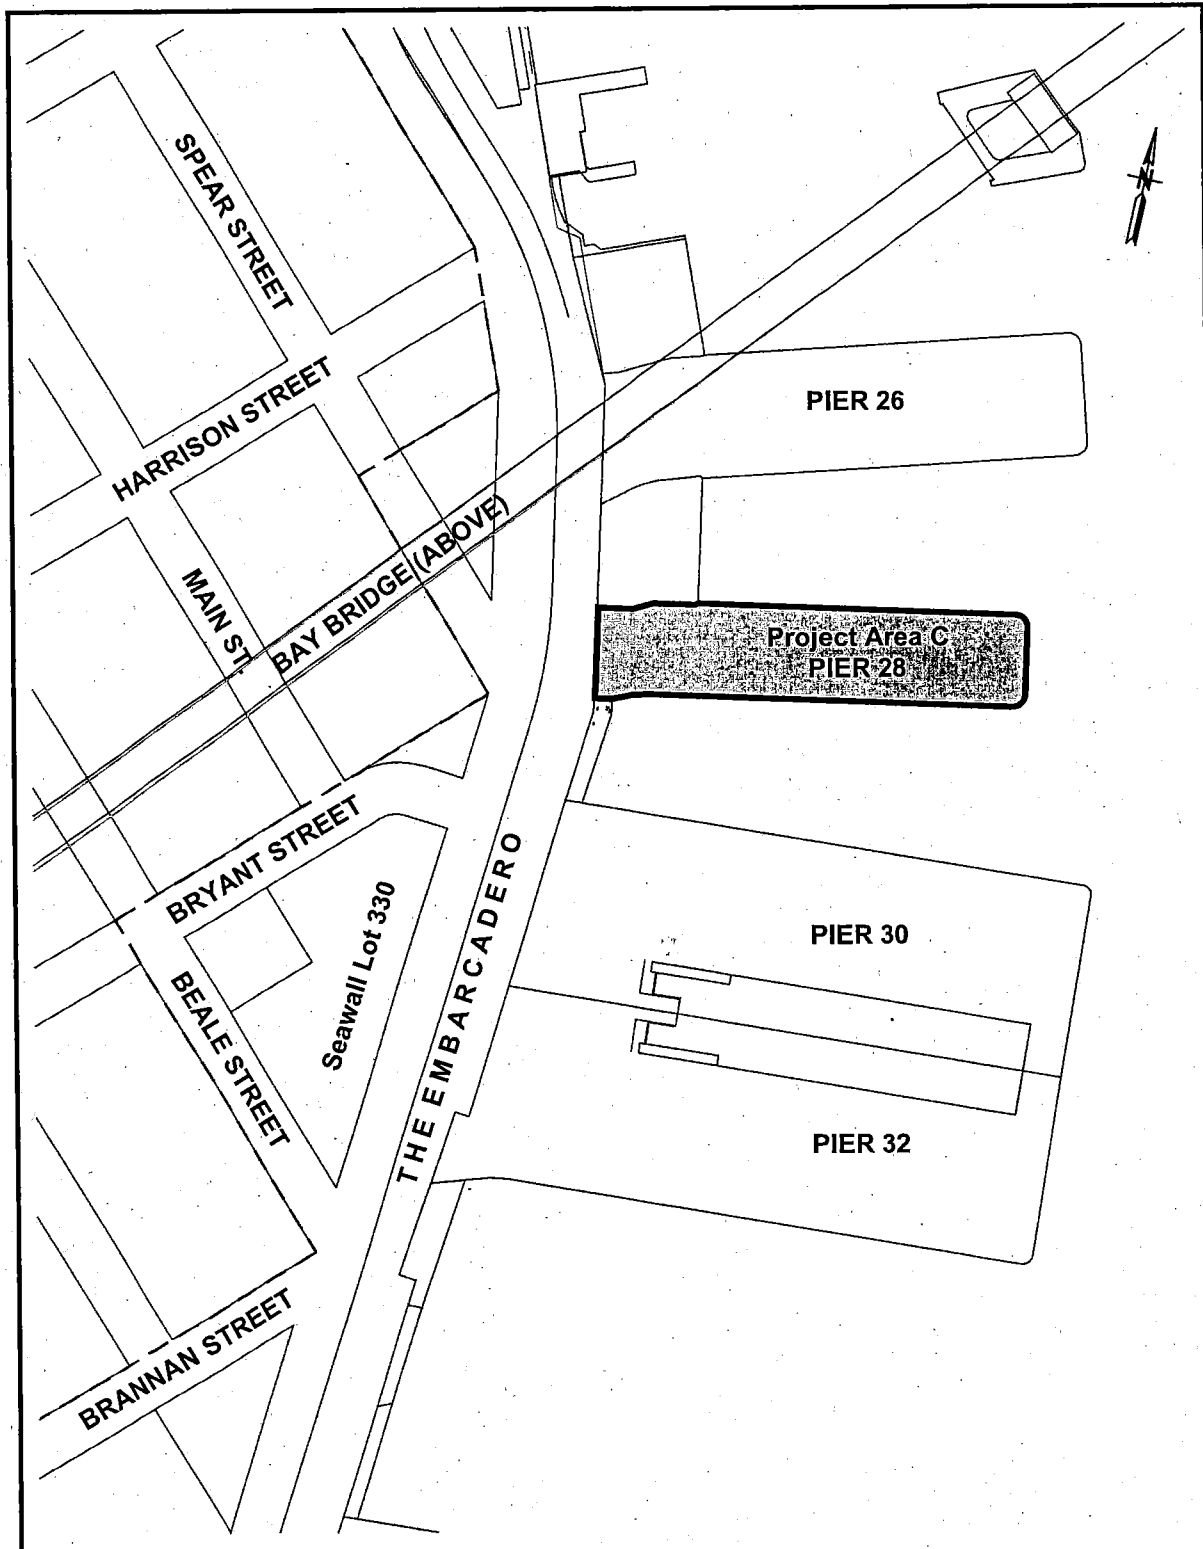 SPEAR STREET
N
HARRISON STREET
PIER 26
BAY BRIDGE (ABOVE)
MAIN ST.
Project Area C
PIER 28
BRYANT STREET
Seawall Lot 330
THE EMBARCADERO
PIER 30
BEALE STREET
PIER 32
BRANNAN STREET